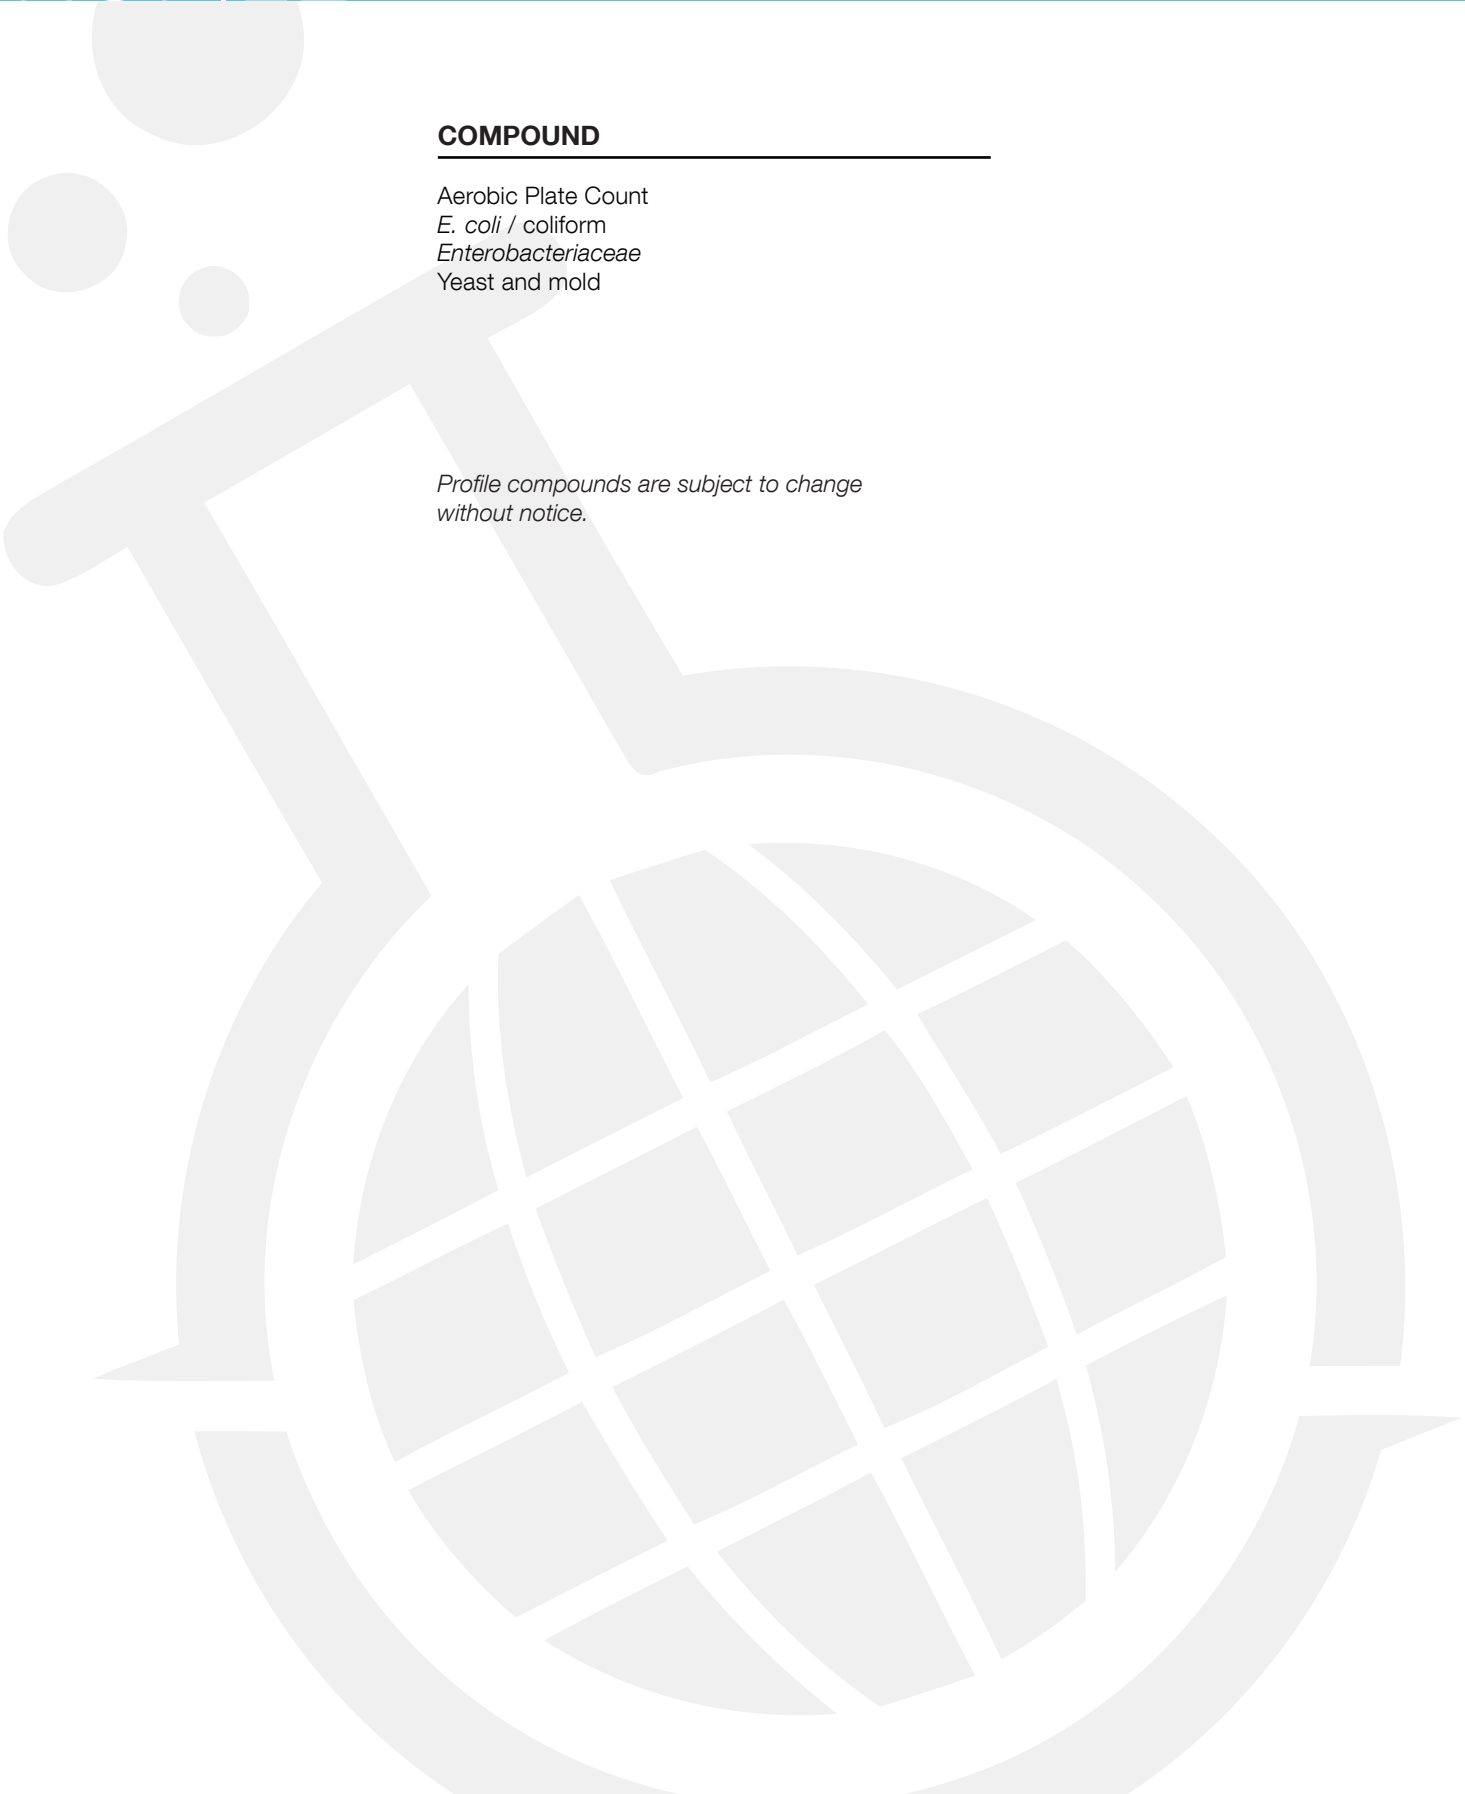 COMPOUND
Aerobic Plate Count
E. coli / coliform
Enterobacteriaceae
Yeast and mold
Profile compounds are subject to change
without notice.